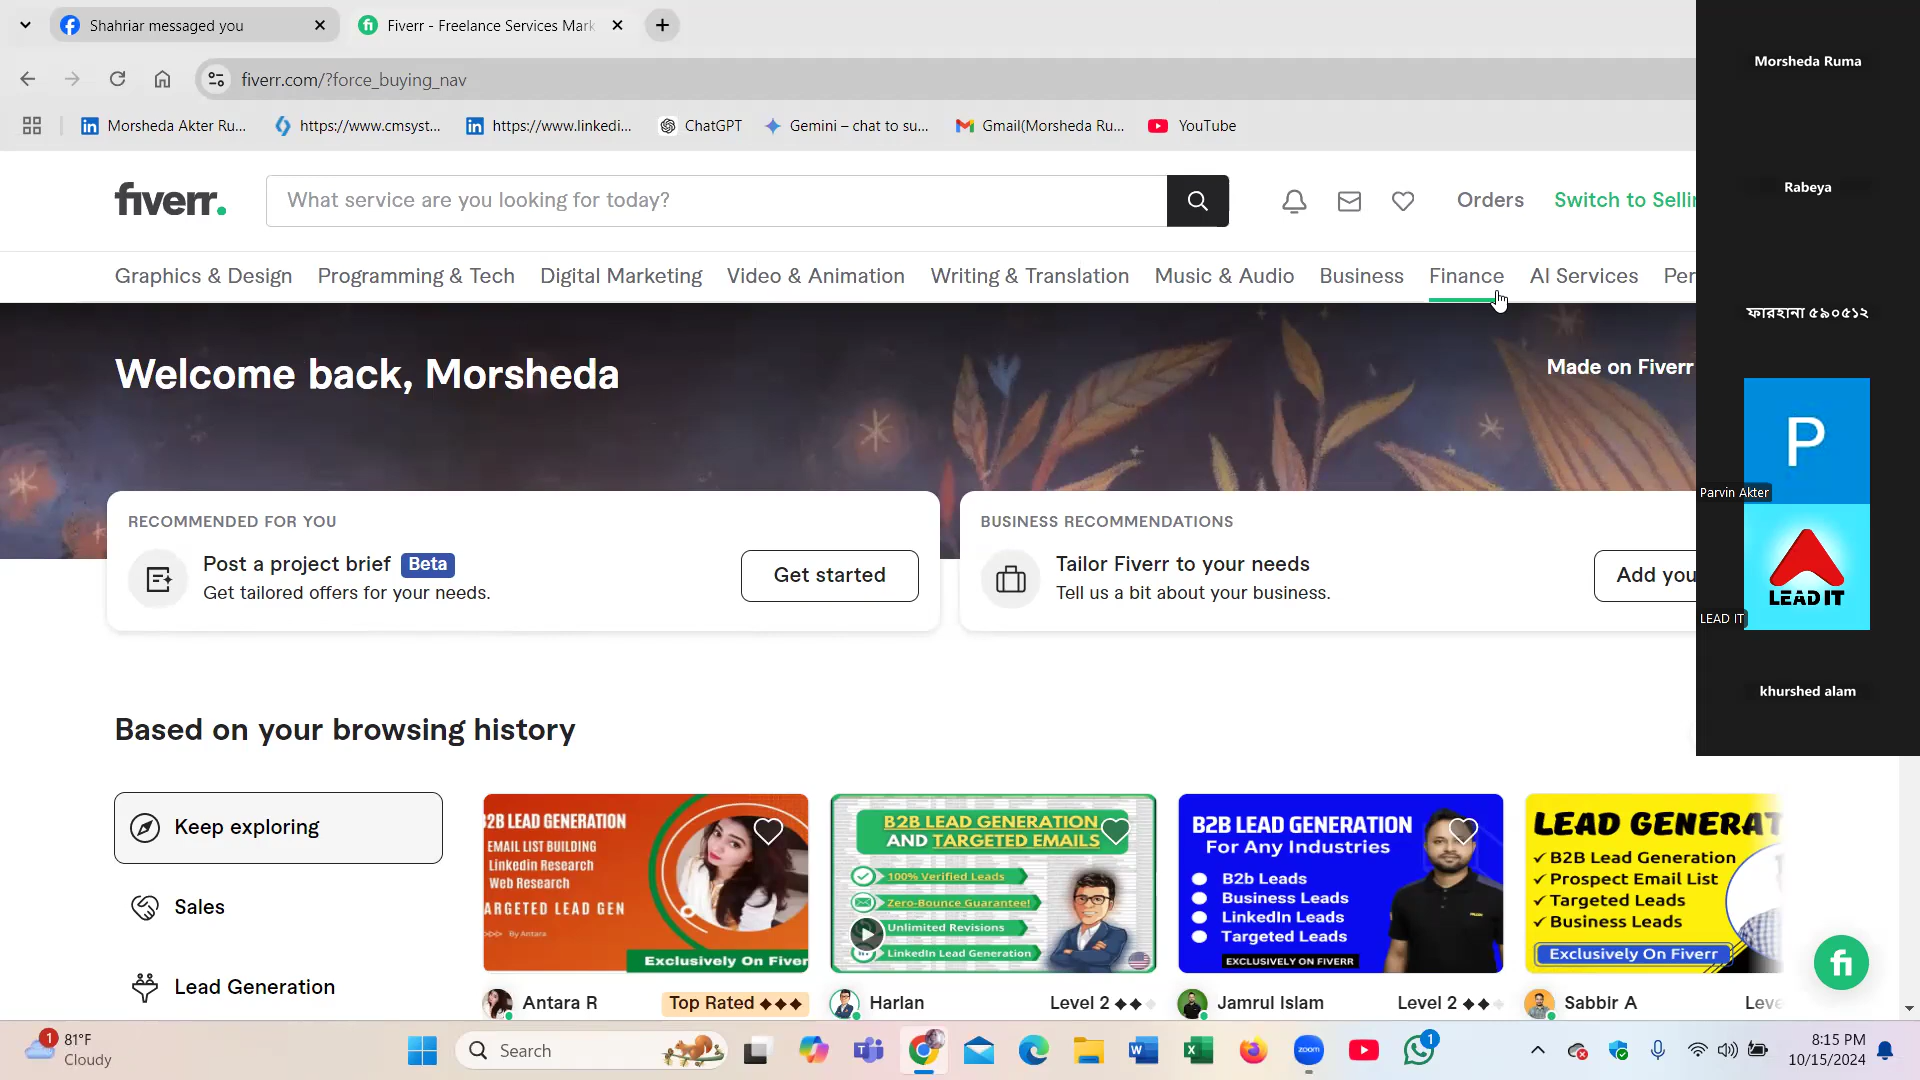 Shahriar messaged you
Fiverr - Freelance Services Mark
fiverr.com/?force_buying_nav
Morsheda Akter Ru...
https://www.cmsyst...
https://www.linkedi...
ChatGPT
Gemini – chat to su...
Gmail(Morsheda Ru...
YouTube
fiverr.
What service are you looking for today?
Orders
Switch to Sellin
Graphics & Design
Programming & Tech
Digital Marketing
Video & Animation
Writing & Translation
Music & Audio
Business
Finance
AI Services
Per
Welcome back, Morsheda
Made on Fiverr
RECOMMENDED FOR YOU
Post a project brief Beta
Get tailored offers for your needs.
Get started
BUSINESS RECOMMENDATIONS
Tailor Fiverr to your needs
Tell us a bit about your business.
Add you
Based on your browsing history
Keep exploring
Sales
Lead Generation
B2B LEAD GENERATION
EMAIL LIST BUILDING
Linkedin Research
Web Research
ARGETED LEAD GEN
By Antara
Exclusively On Fiver
Antara R
Top Rated
B2B LEAD GENERATION
AND TARGETED EMAILS
100% Verified Leads
Zero-Bounce Guarantee!
Unlimited Revisions
LinkedIn Lead Generation
Harlan
Level 2
B2B LEAD GENERATION
For Any Industries
B2b Leads
Business Leads
LinkedIn Leads
Targeted Leads
EXCLUSIVELY ON FIVERR
Jamrul Islam
Level 2
LEAD GENERAT
✓ B2B Lead Generation
✓ Prospect Email List
✓ Targeted Leads
✓ Business Leads
Exclusively On Fiverr
Sabbir A
Leve
fi
Morsheda Ruma
Rabeya
ফারহানা ৫৯০৫১২
P
Parvin Akter
LEAD IT
LEAD IT
khurshed alam
1
81°F
Cloudy
Search
zoom
1
8:15 PM
10/15/2024